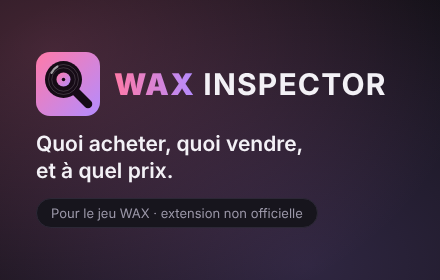 WAX INSPECTOR
Quoi acheter, quoi vendre,
et à quel prix.
Pour le jeu WAX · extension non officielle